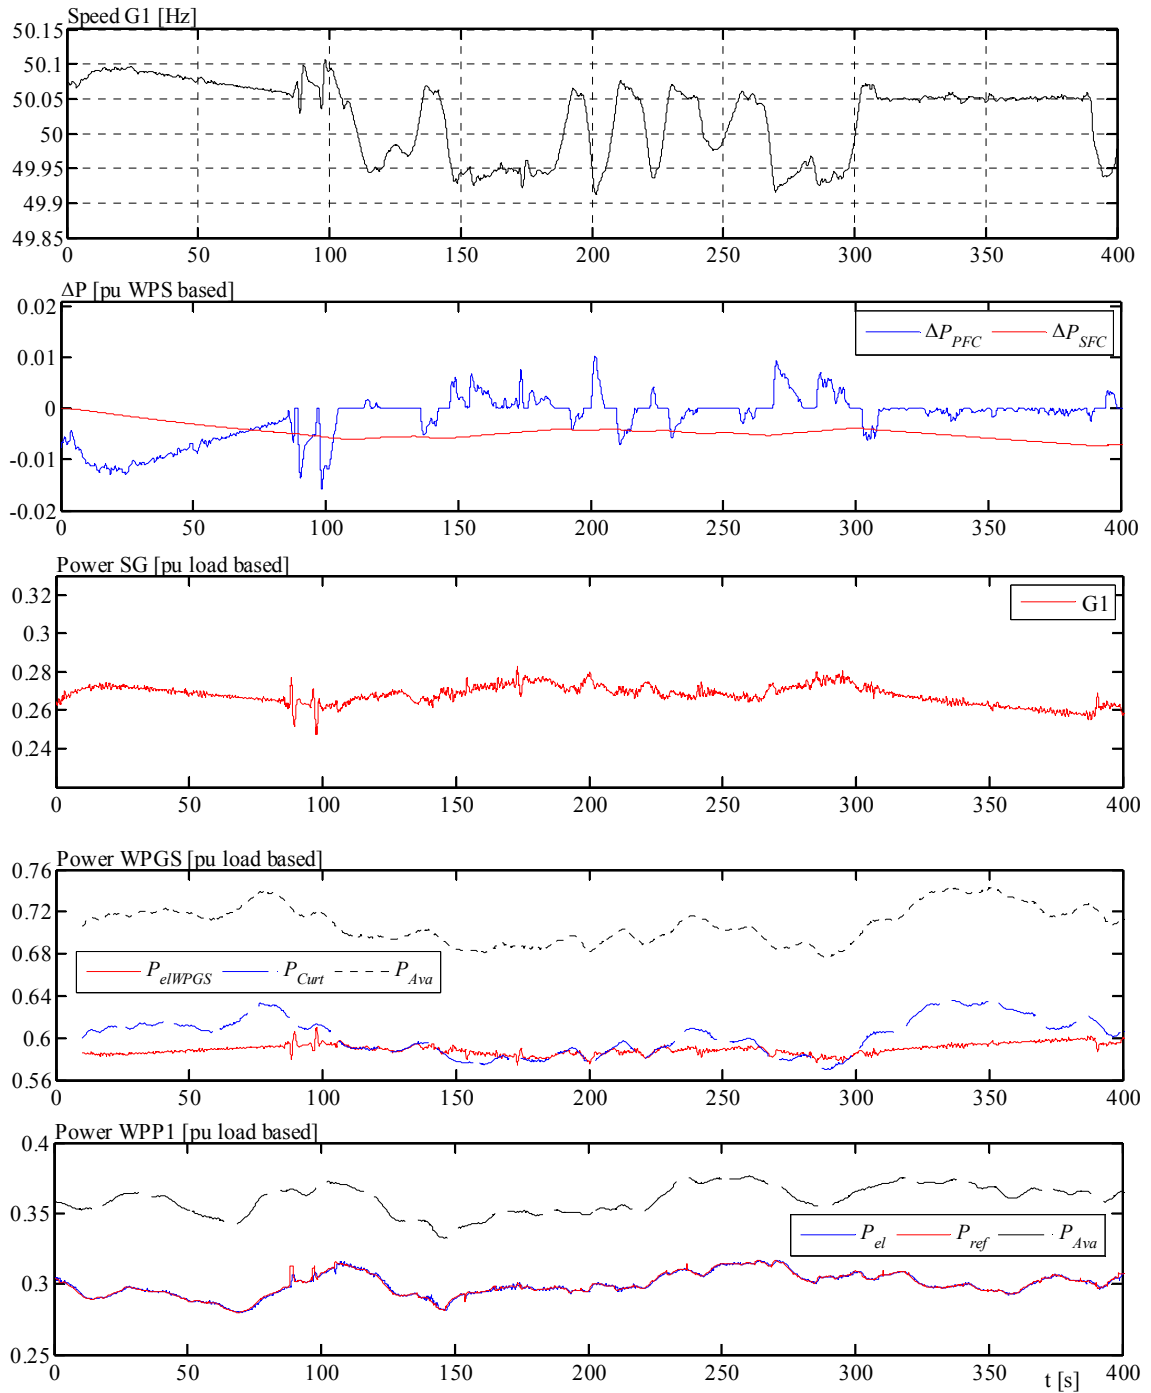 Speed G1 [Hz]
50.15
50.1
50.05
50
49.95
49.9
49.85
0 50 100 150 200 250 300 350 400
ΔP [pu WPS based]
0.02
0.01
0
-0.01
-0.02
ΔP_PFC ΔP_SFC
0 50 100 150 200 250 300 350 400
Power SG [pu load based]
0.32
0.3
0.28
0.26
0.24
G1
0 50 100 150 200 250 300 350 400
Power WPGS [pu load based]
0.76
0.72
0.68
0.64
0.6
0.56
P_elWPGS P_Curt P_Ava
0 50 100 150 200 250 300 350 400
Power WPP1 [pu load based]
0.4
0.35
0.3
0.25
P_el P_ref P_Ava
0 50 100 150 200 250 300 350 400
t [s]